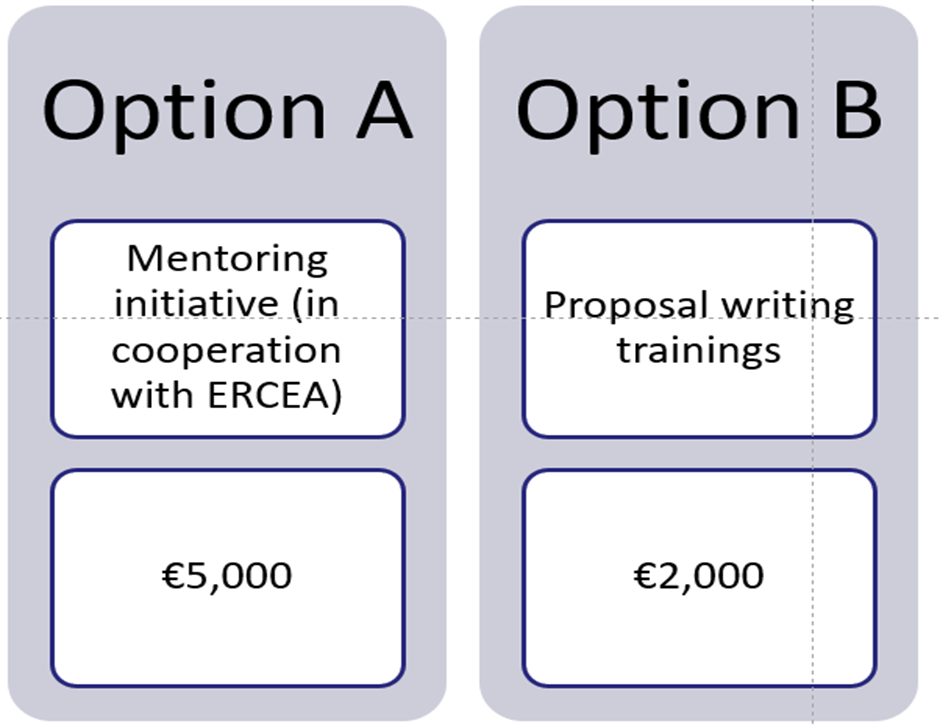 Option A
Mentoring
initiative (in
cooperation
with ERCEA)
€5,000
Option B
Proposal writing
trainings
€2,000